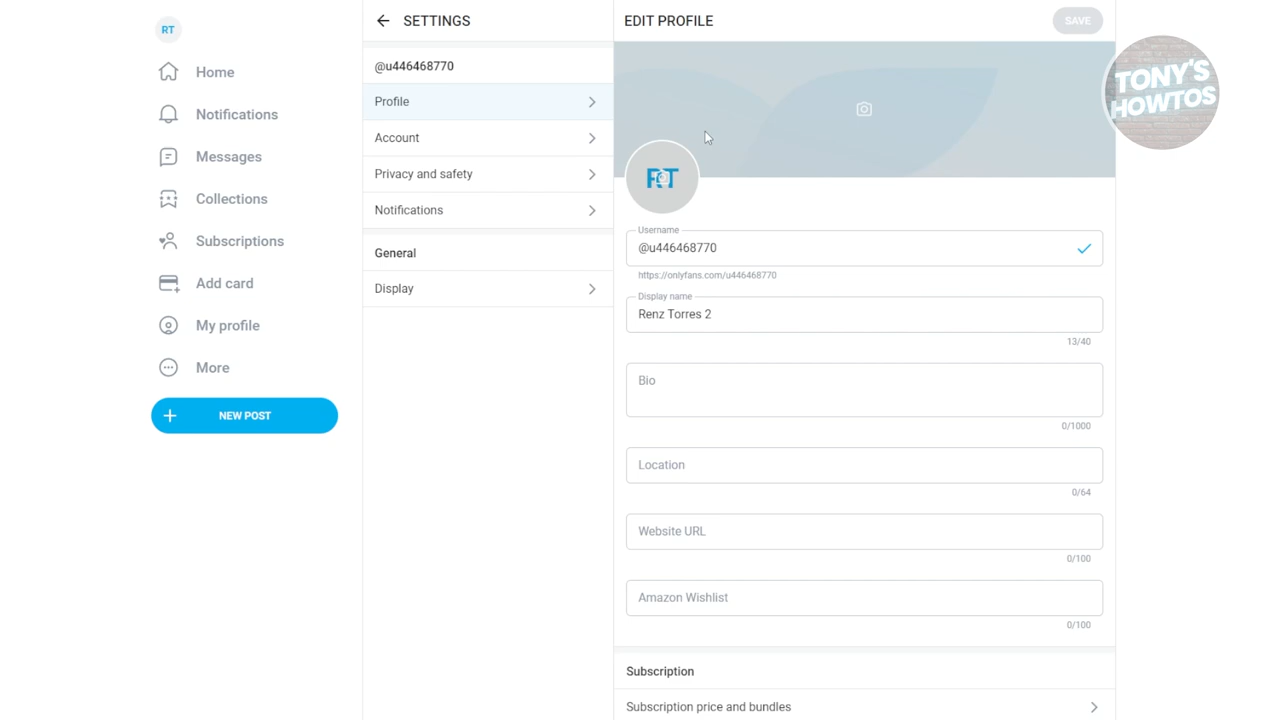 RT
Home
Notifications
Messages
Collections
Subscriptions
Add card
My profile
More
NEW POST
SETTINGS
@u446468770
Profile
Account
Privacy and safety
Notifications
General
Display
EDIT PROFILE
SAVE
TONY'S
HOWTOS
RT
Username
@u446468770
https://onlyfans.com/u446468770
Display name
Renz Torres 2
13/40
Bio
0/1000
Location
0/64
Website URL
0/100
Amazon Wishlist
0/100
Subscription
Subscription price and bundles